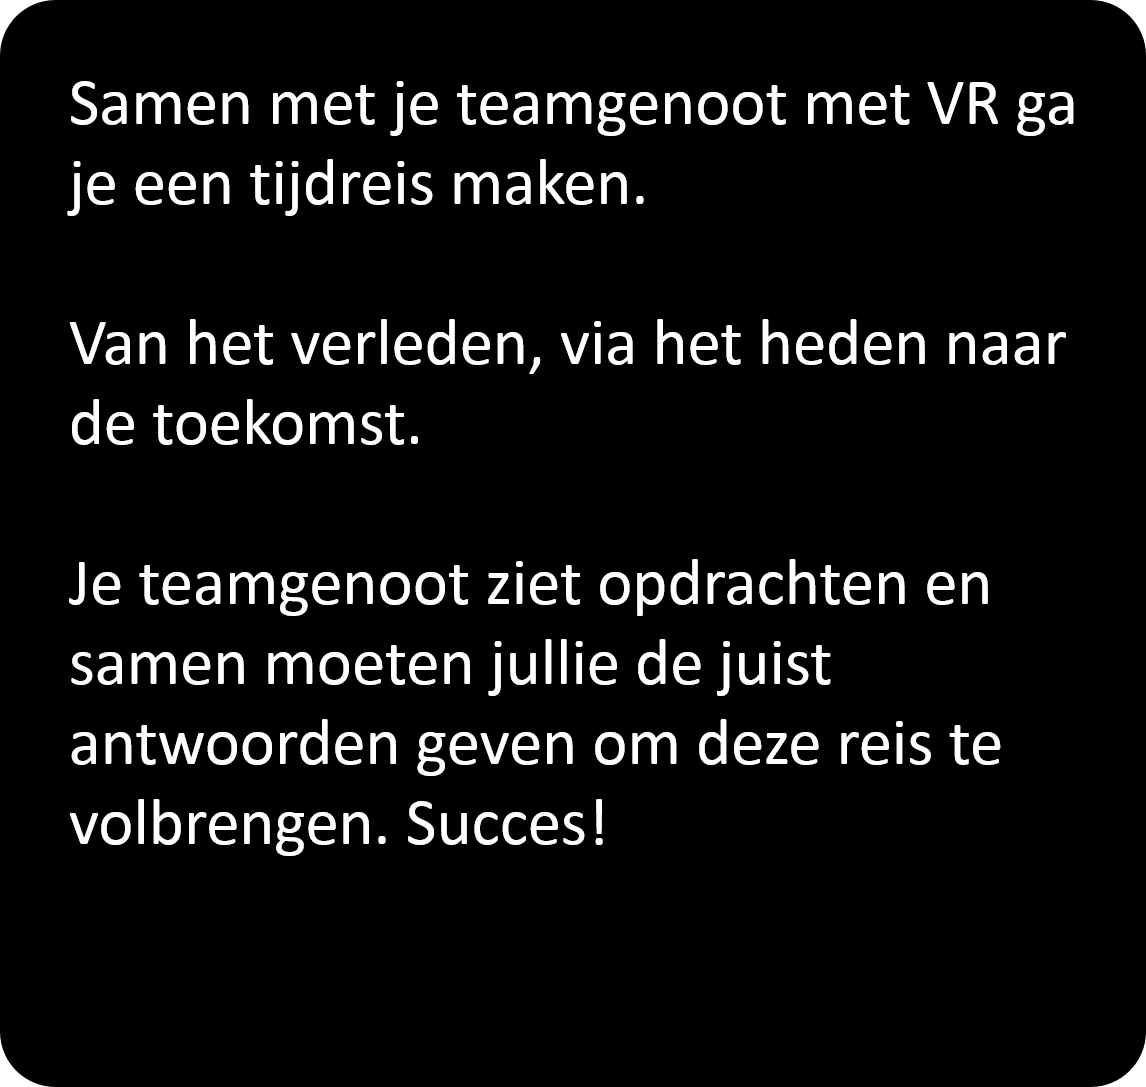 Samen met je teamgenoot met VR ga
je een tijdreis maken.
Van het verleden, via het heden naar
de toekomst.
Je teamgenoot ziet opdrachten en
samen moeten jullie de juist
antwoorden geven om deze reis te
volbrengen. Succes!